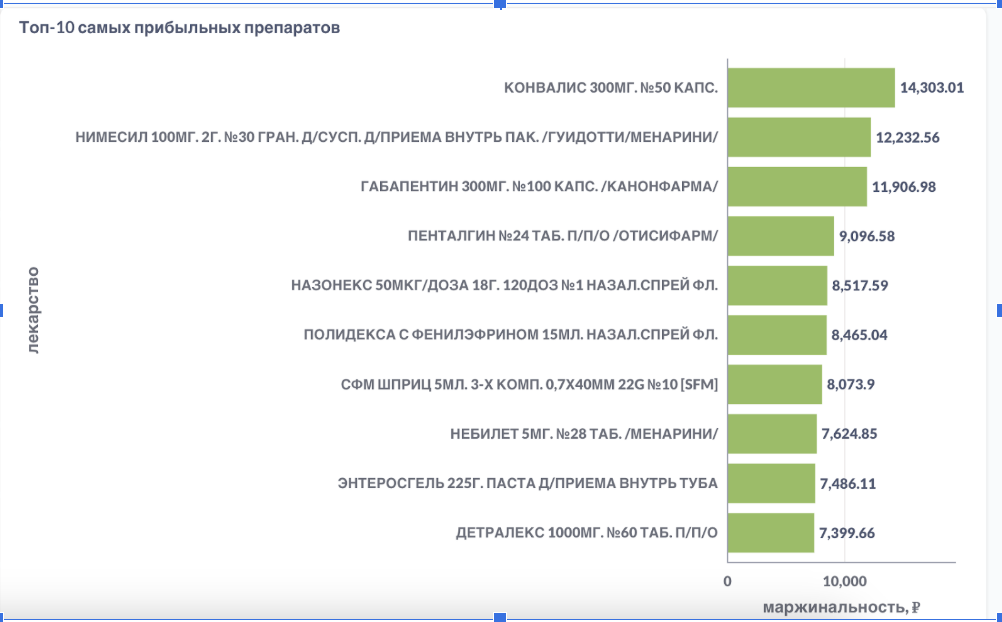 Топ-10 самых прибыльных препаратов
КОНВАЛИС 300МГ. №50 КАПС.
14,303.01
НИМЕСИЛ 100МГ. 2Г. №30 ГРАН. Д/СУСП. Д/ПРИЕМА ВНУТРЬ ПАК. /ГУИДОТТИ/МЕНАРИНИ/
12,232.56
ГАБАПЕНТИН 300МГ. №100 КАПС. /КАНОНФАРМА/
11,906.98
ПЕНТАЛГИН №24 ТАБ. П/П/О /ОТИСИФАРМ/
9,096.58
НАЗОНЕКС 50МКГ/ДОЗА 18Г. 120ДОЗ №1 НАЗАЛ.СПРЕЙ ФЛ.
8,517.59
ПОЛИДЕКСА С ФЕНИЛЭФРИНОМ 15МЛ. НАЗАЛ.СПРЕЙ ФЛ.
8,465.04
СФМ ШПРИЦ 5МЛ. 3-Х КОМП. 0,7Х40ММ 22G №10 [SFM]
8,073.9
НЕБИЛЕТ 5МГ. №28 ТАБ. /МЕНАРИНИ/
7,624.85
ЭНТЕРОСГЕЛЬ 225Г. ПАСТА Д/ПРИЕМА ВНУТРЬ ТУБА
7,486.11
ДЕТРАЛЕКС 1000МГ. №60 ТАБ. П/П/О
7,399.66
лекарство
0
10,000
маржинальность, ₽